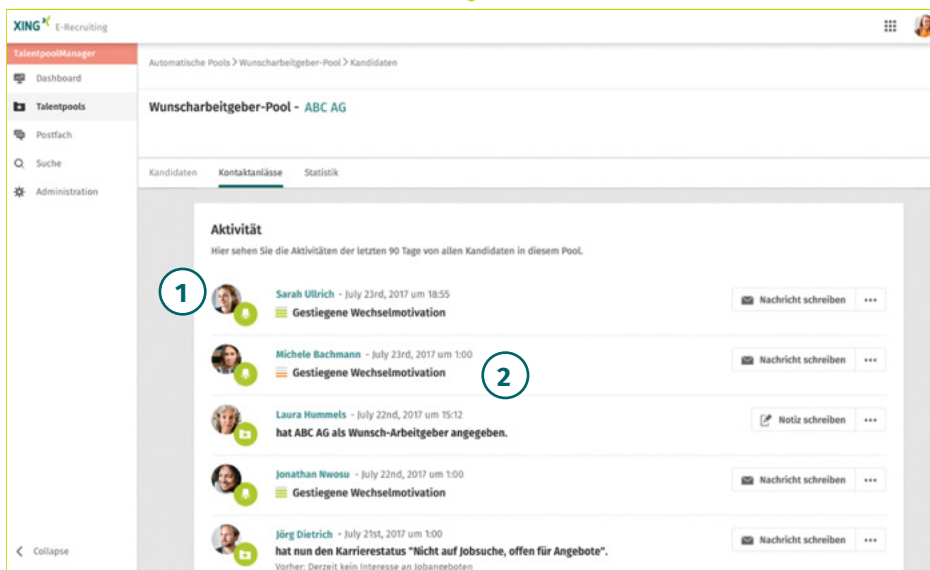 XING E-Recruiting
TalentpoolManager
Dashboard
Talentpools
Postfach
Suche
Administration
Collapse
Automatische Pools > Wunscharbeitgeber-Pool > Kandidaten
Wunscharbeitgeber-Pool - ABC AG
Kandidaten Kontaktanlässe Statistik
Aktivität
Hier sehen Sie die Aktivitäten der letzten 90 Tage von allen Kandidaten in diesem Pool.
1
Sarah Ullrich - July 23rd, 2017 um 18:55
Gestiegene Wechselmotivation
Nachricht schreiben
Michele Bachmann - July 23rd, 2017 um 1:00
Gestiegene Wechselmotivation
2
Nachricht schreiben
Laura Hummels - July 22nd, 2017 um 15:12
hat ABC AG als Wunsch-Arbeitgeber angegeben.
Notiz schreiben
Jonathan Nwosu - July 22nd, 2017 um 1:00
Gestiegene Wechselmotivation
Nachricht schreiben
Jörg Dietrich - July 21st, 2017 um 1:00
hat nun den Karrierestatus "Nicht auf Jobsuche, offen für Angebote".
Vorher: Derzeit kein Interesse an Jobangeboten
Nachricht schreiben